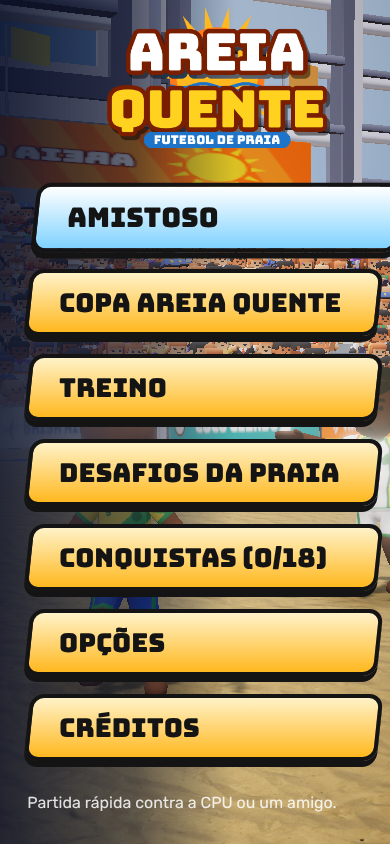 AREIA
QUENTE
FUTEBOL DE PRAIA
AREIA
AMISTOSO
COPA AREIA QUENTE
TREINO
DESAFIOS DA PRAIA
CONQUISTAS (0/18)
OPÇÕES
CRÉDITOS
Partida rápida contra a CPU ou um amigo.